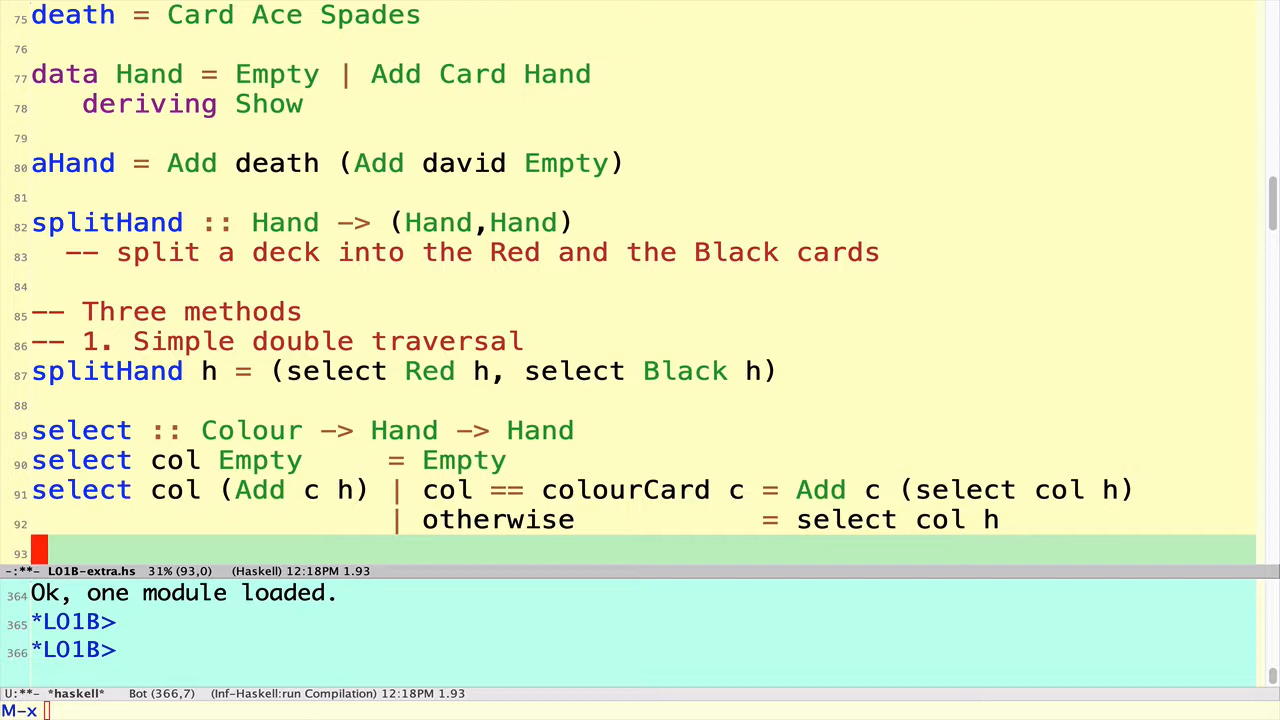 75 death = Card Ace Spades
76
77 data Hand = Empty | Add Card Hand
78    deriving Show
79
80 aHand = Add death (Add david Empty)
81
82 splitHand :: Hand -> (Hand,Hand)
83   -- split a deck into the Red and the Black cards
84
85 -- Three methods
86 -- 1. Simple double traversal
87 splitHand h = (select Red h, select Black h)
88
89 select :: Colour -> Hand -> Hand
90 select col Empty     = Empty
91 select col (Add c h) | col == colourCard c = Add c (select col h)
92                      | otherwise           = select col h
93
-:**- L01B-extra.hs 31% (93,0) (Haskell) 12:18PM 1.93
364 Ok, one module loaded.
365 *L01B>
366 *L01B>
U:**- *haskell* Bot (366,7) (Inf-Haskell:run Compilation) 12:18PM 1.93
M-x